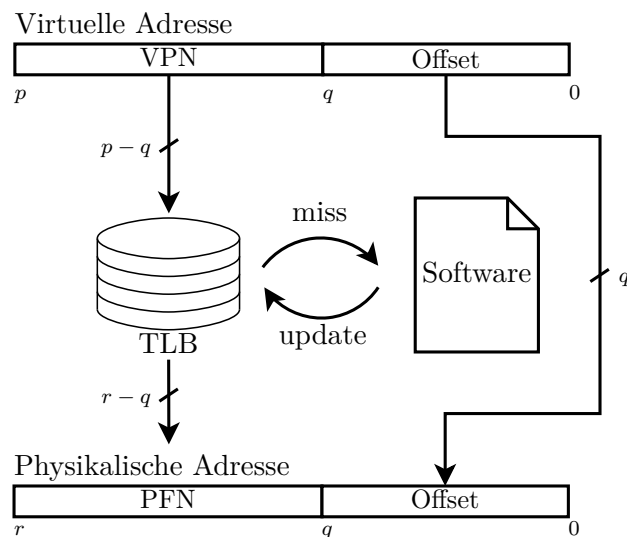 Virtuelle Adresse
VPN Offset
p q 0
p − q
miss
Software
q
update
TLB
r − q
Physikalische Adresse
PFN Offset
r q 0